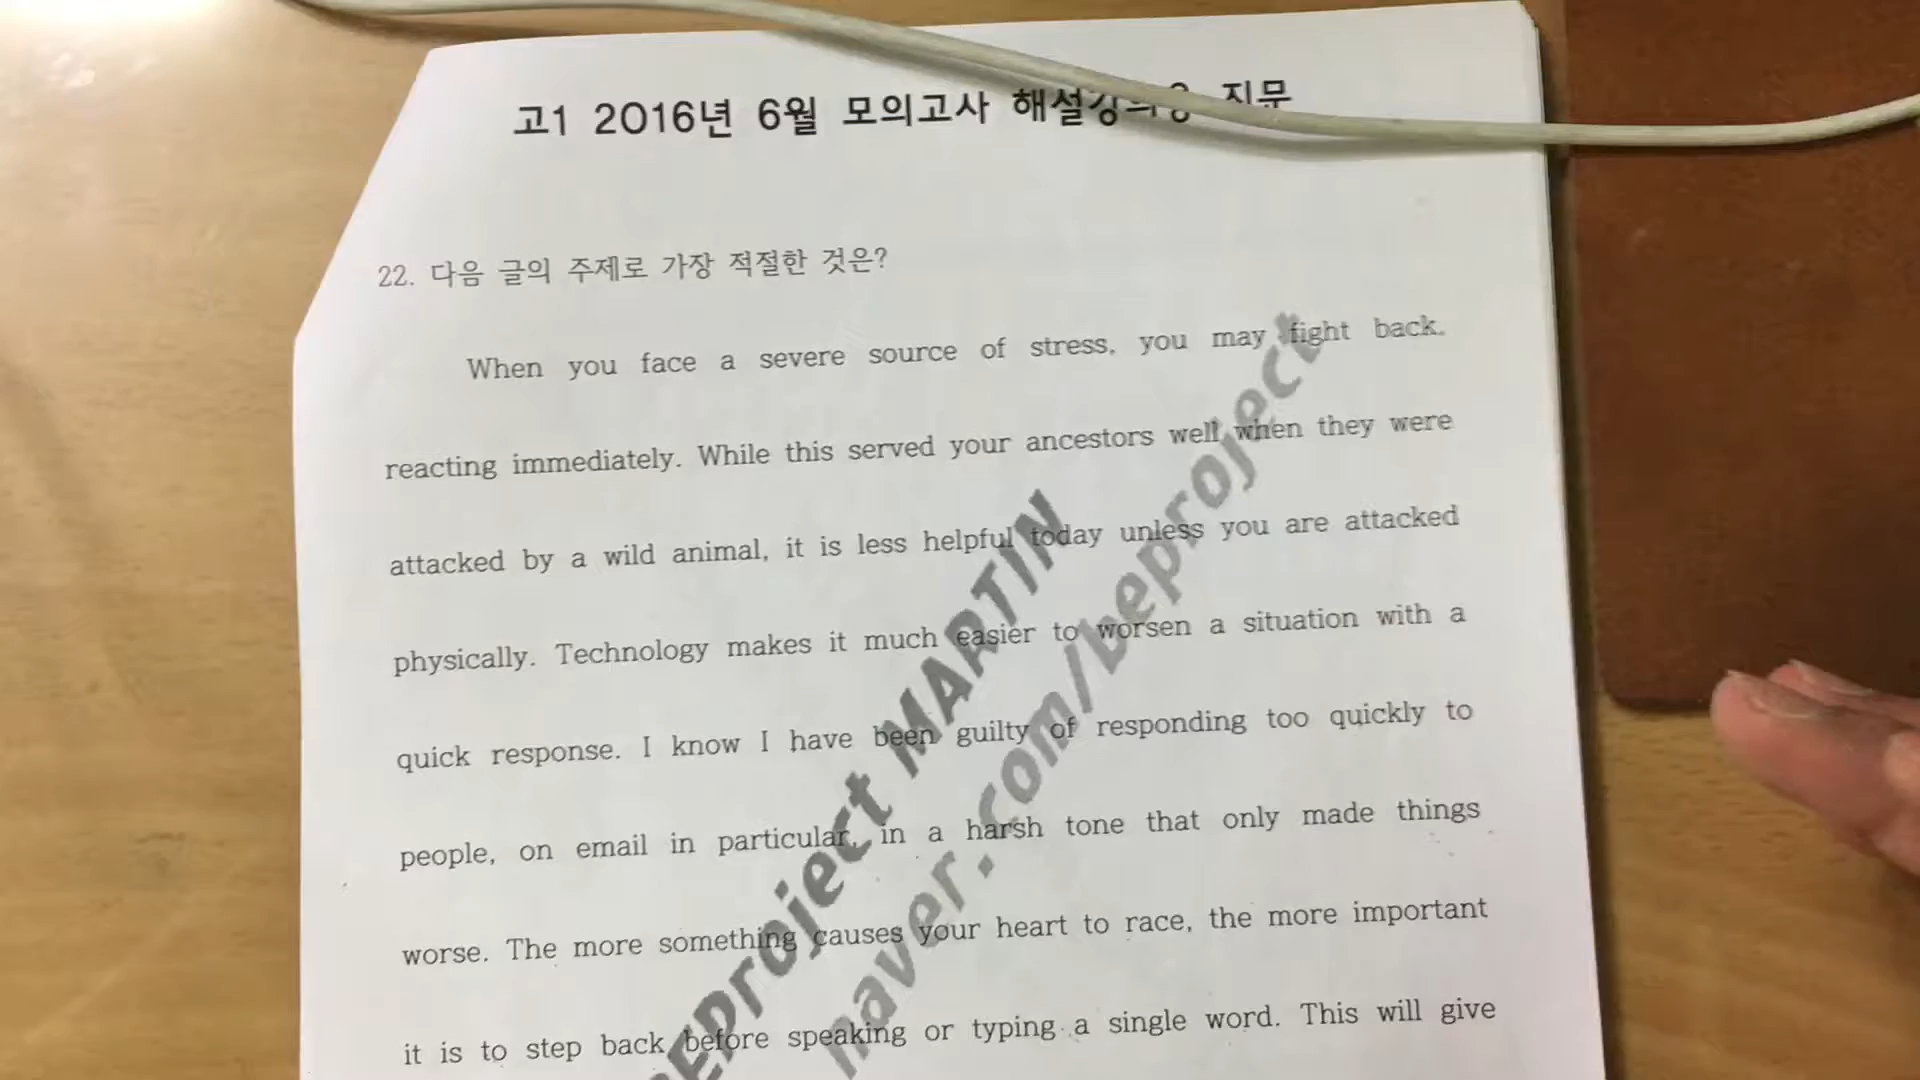 고1 2016년 6월 모의고사 해설강의용 지문
22. 다음 글의 주제로 가장 적절한 것은?
When you face a severe source of stress, you may fight back,
reacting immediately. While this served your ancestors well when they were
attacked by a wild animal, it is less helpful today unless you are attacked
physically. Technology makes it much easier to worsen a situation with a
quick response. I know I have been guilty of responding too quickly to
people, on email in particular, in a harsh tone that only made things
worse. The more something causes your heart to race, the more important
it is to step back before speaking or typing a single word. This will give
BEProject MARTIN
naver.com/beproject